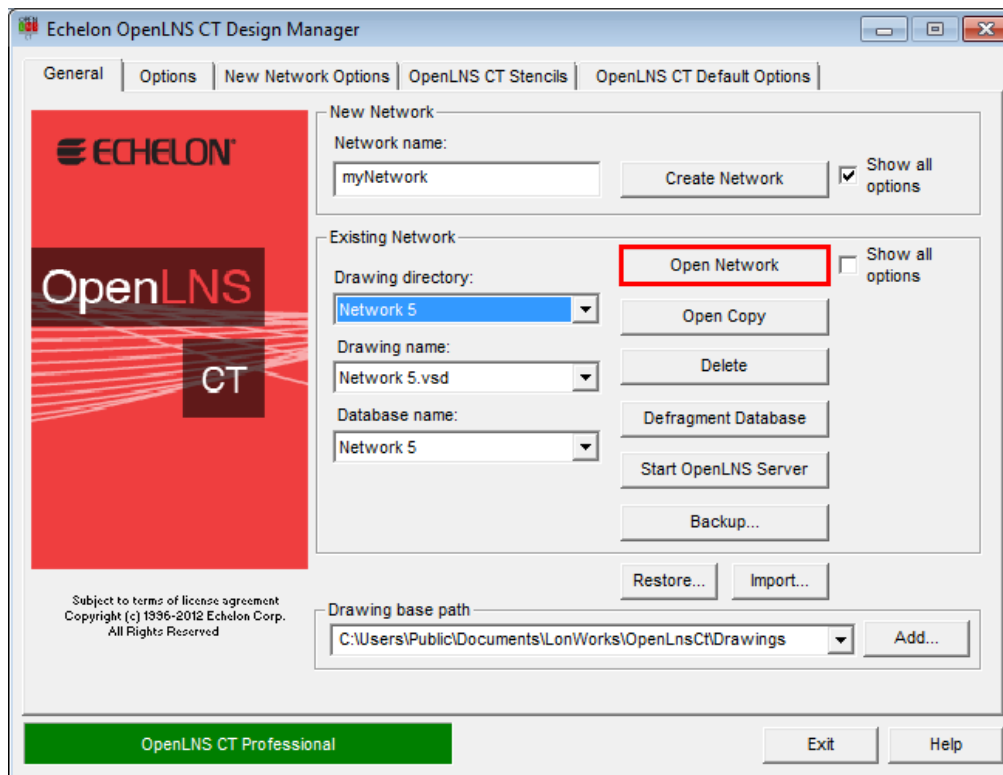 Echelon OpenLNS CT Design Manager
General
Options
New Network Options
OpenLNS CT Stencils
OpenLNS CT Default Options
ECHELON
OpenLNS
CT
Subject to terms of license agreement
Copyright (c) 1996-2012 Echelon Corp.
All Rights Reserved
New Network
Network name:
myNetwork
Create Network
Show all
options
Existing Network
Drawing directory:
Network 5
Drawing name:
Network 5.vsd
Database name:
Network 5
Open Network
Show all
options
Open Copy
Delete
Defragment Database
Start OpenLNS Server
Backup...
Restore...
Import...
Drawing base path
C:\Users\Public\Documents\LonWorks\OpenLnsCt\Drawings
Add...
OpenLNS CT Professional
Exit
Help